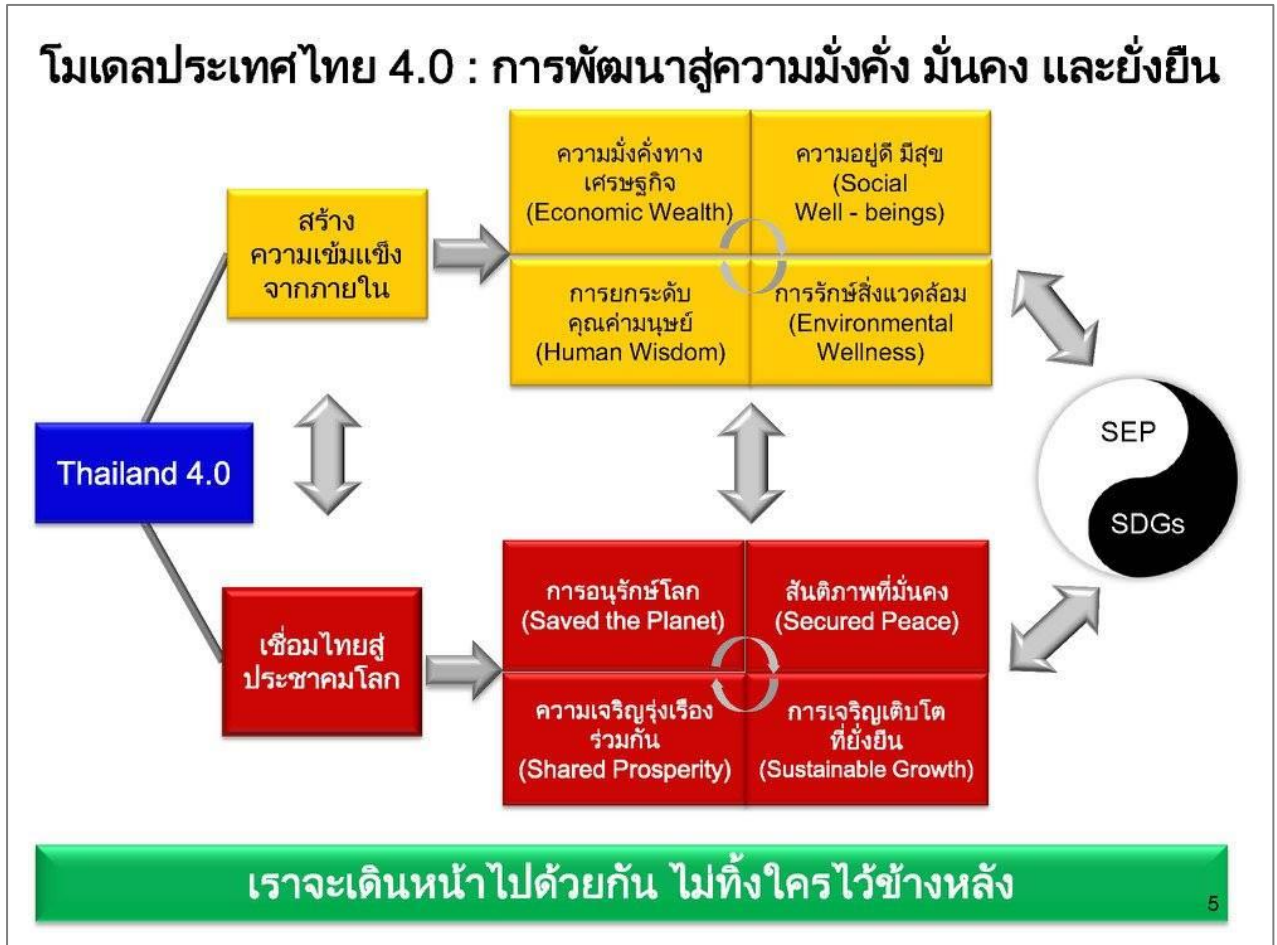 โมเดลประเทศไทย 4.0 : การพัฒนาสู่ความมั่งคั่ง มั่นคง และยั่งยืน
สร้าง
ความเข้มแข็ง
จากภายใน
ความมั่งคั่งทาง
เศรษฐกิจ
(Economic Wealth)
ความอยู่ดี มีสุข
(Social
Well - beings)
การยกระดับ
คุณค่ามนุษย์
(Human Wisdom)
การรักษ์สิ่งแวดล้อม
(Environmental
Wellness)
Thailand 4.0
SEP
SDGs
เชื่อมไทยสู่
ประชาคมโลก
การอนุรักษ์โลก
(Saved the Planet)
สันติภาพที่มั่นคง
(Secured Peace)
ความเจริญรุ่งเรือง
ร่วมกัน
(Shared Prosperity)
การเจริญเติบโต
ที่ยั่งยืน
(Sustainable Growth)
เราจะเดินหน้าไปด้วยกัน ไม่ทิ้งใครไว้ข้างหลัง
5